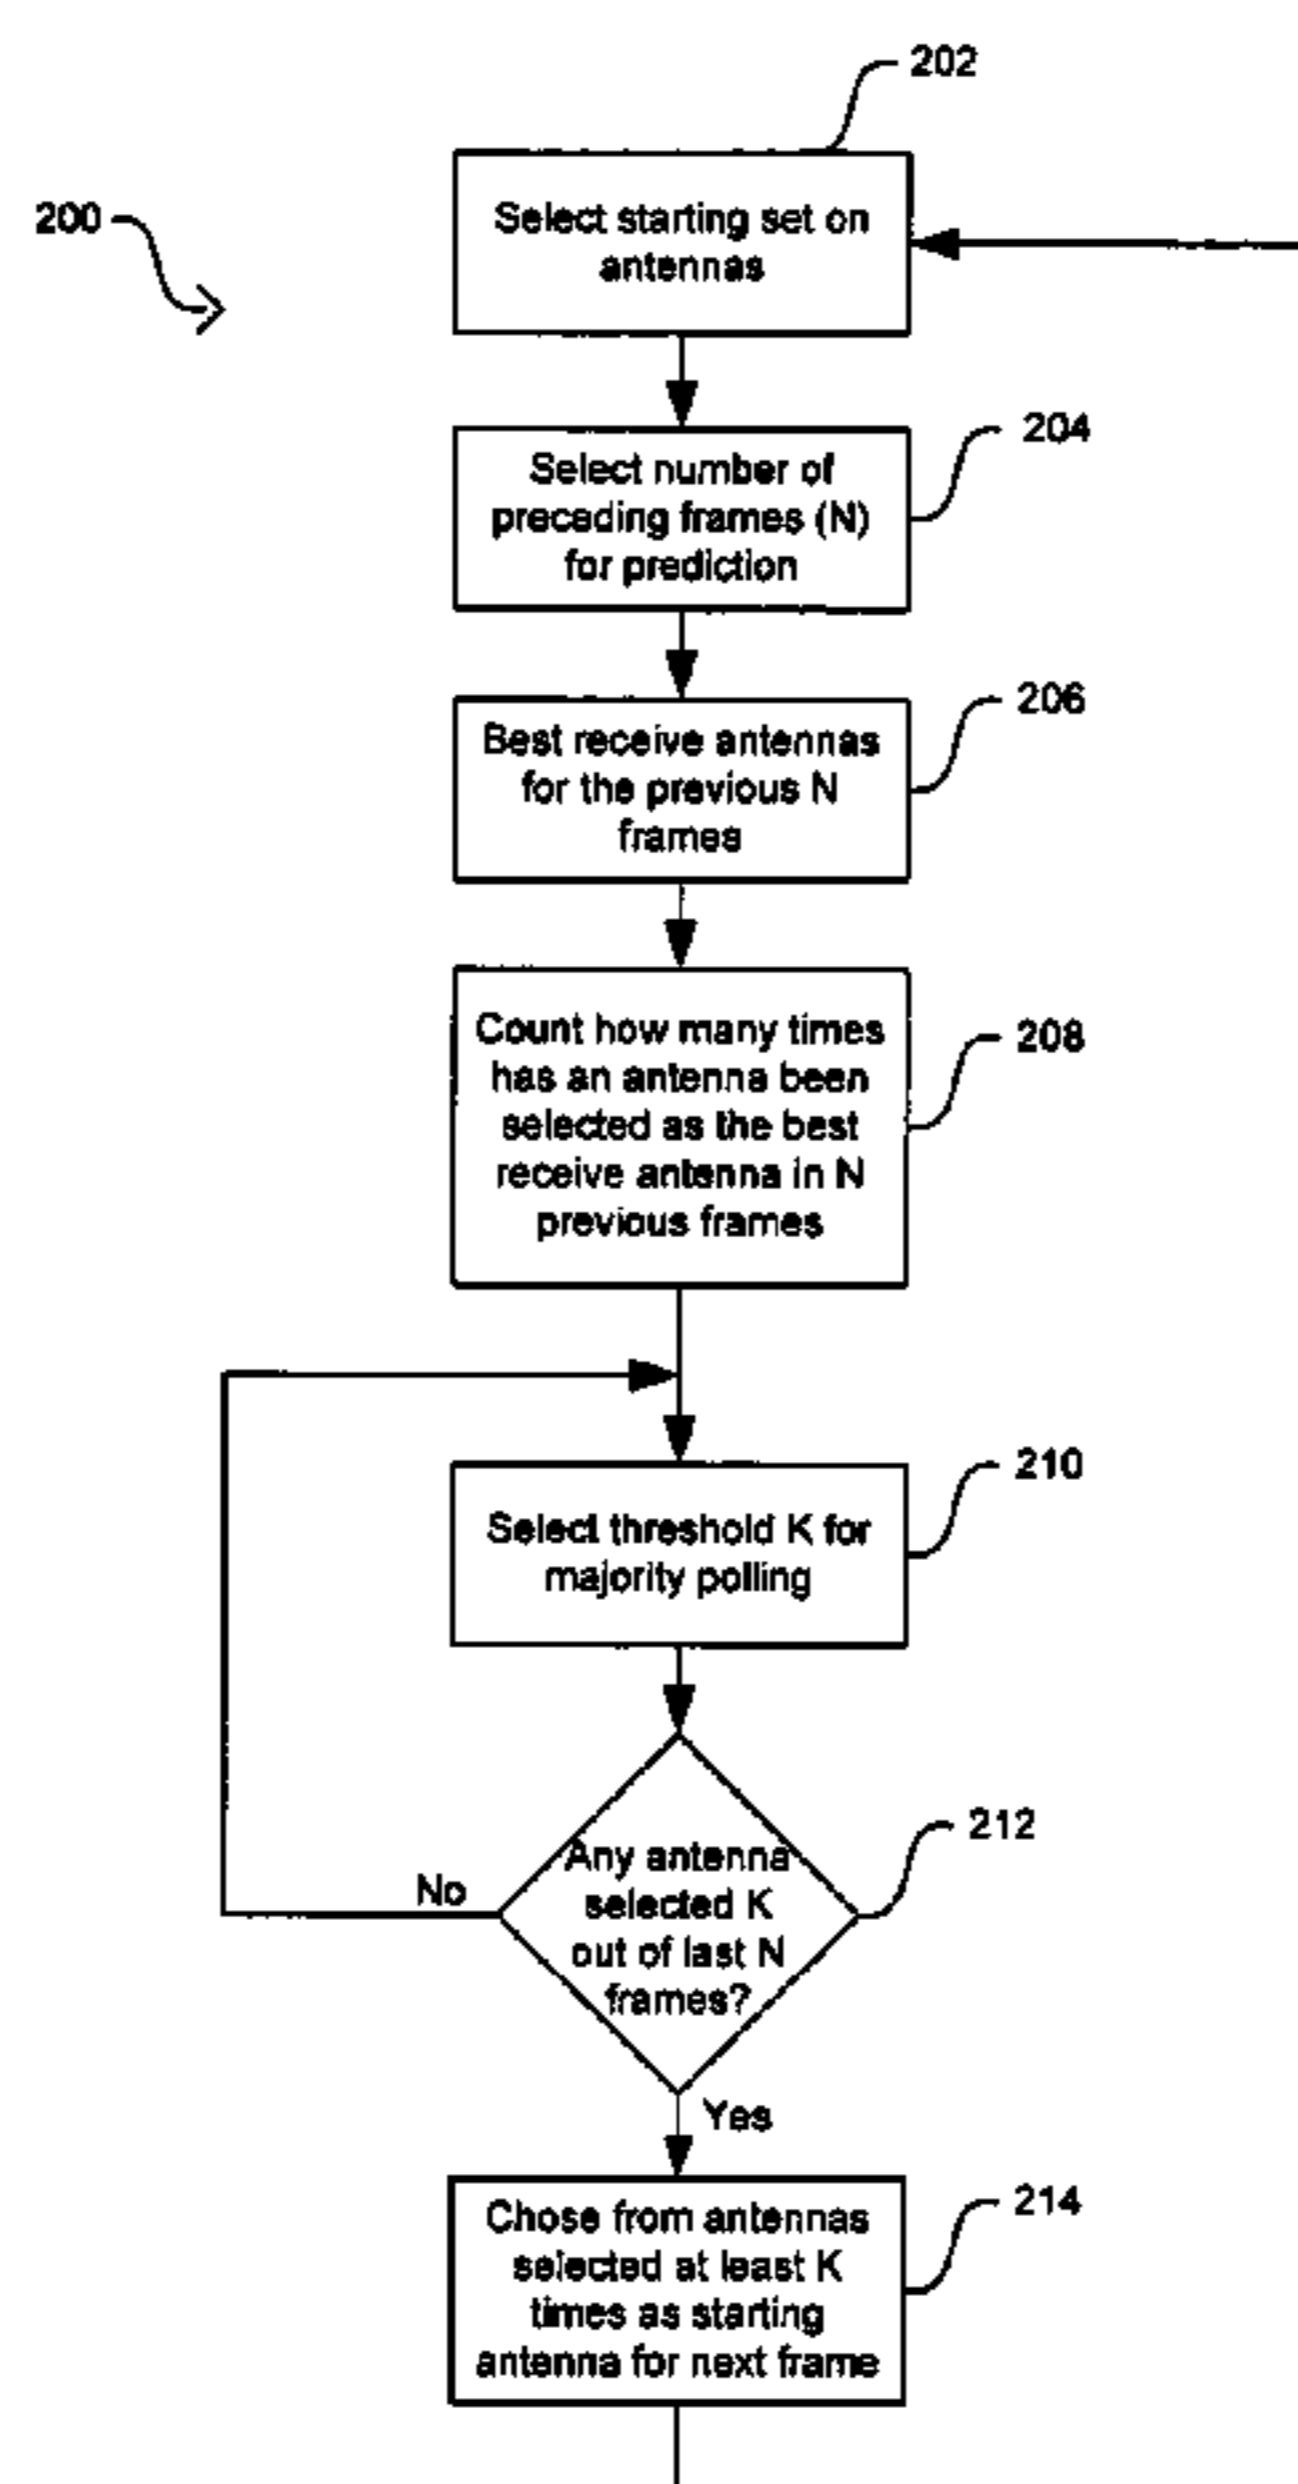 202
200
Select starting set on
antennas
204
Select number of
preceding frames (N)
for prediction
206
Best receive antennas
for the previous N
frames
208
Count how many times
has an antenna been
selected as the best
receive antenna in N
previous frames
210
Select threshold K for
majority polling
212
Any antenna
selected K
out of last N
frames?
No
Yes
214
Chose from antennas
selected at least K
times as starting
antenna for next frame